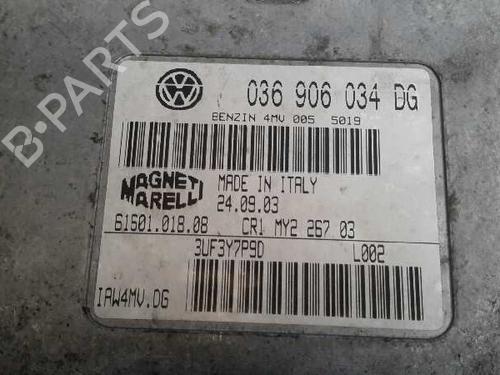 036 906 034 DG
BENZIN 4MV 005 5019
MAGNETI MARELLI
MADE IN ITALY
24.09.03
61601.018.08 CR1 MY2 267 03
3UF3Y7P9D L002
IAW4MV.DG
B-PARTS